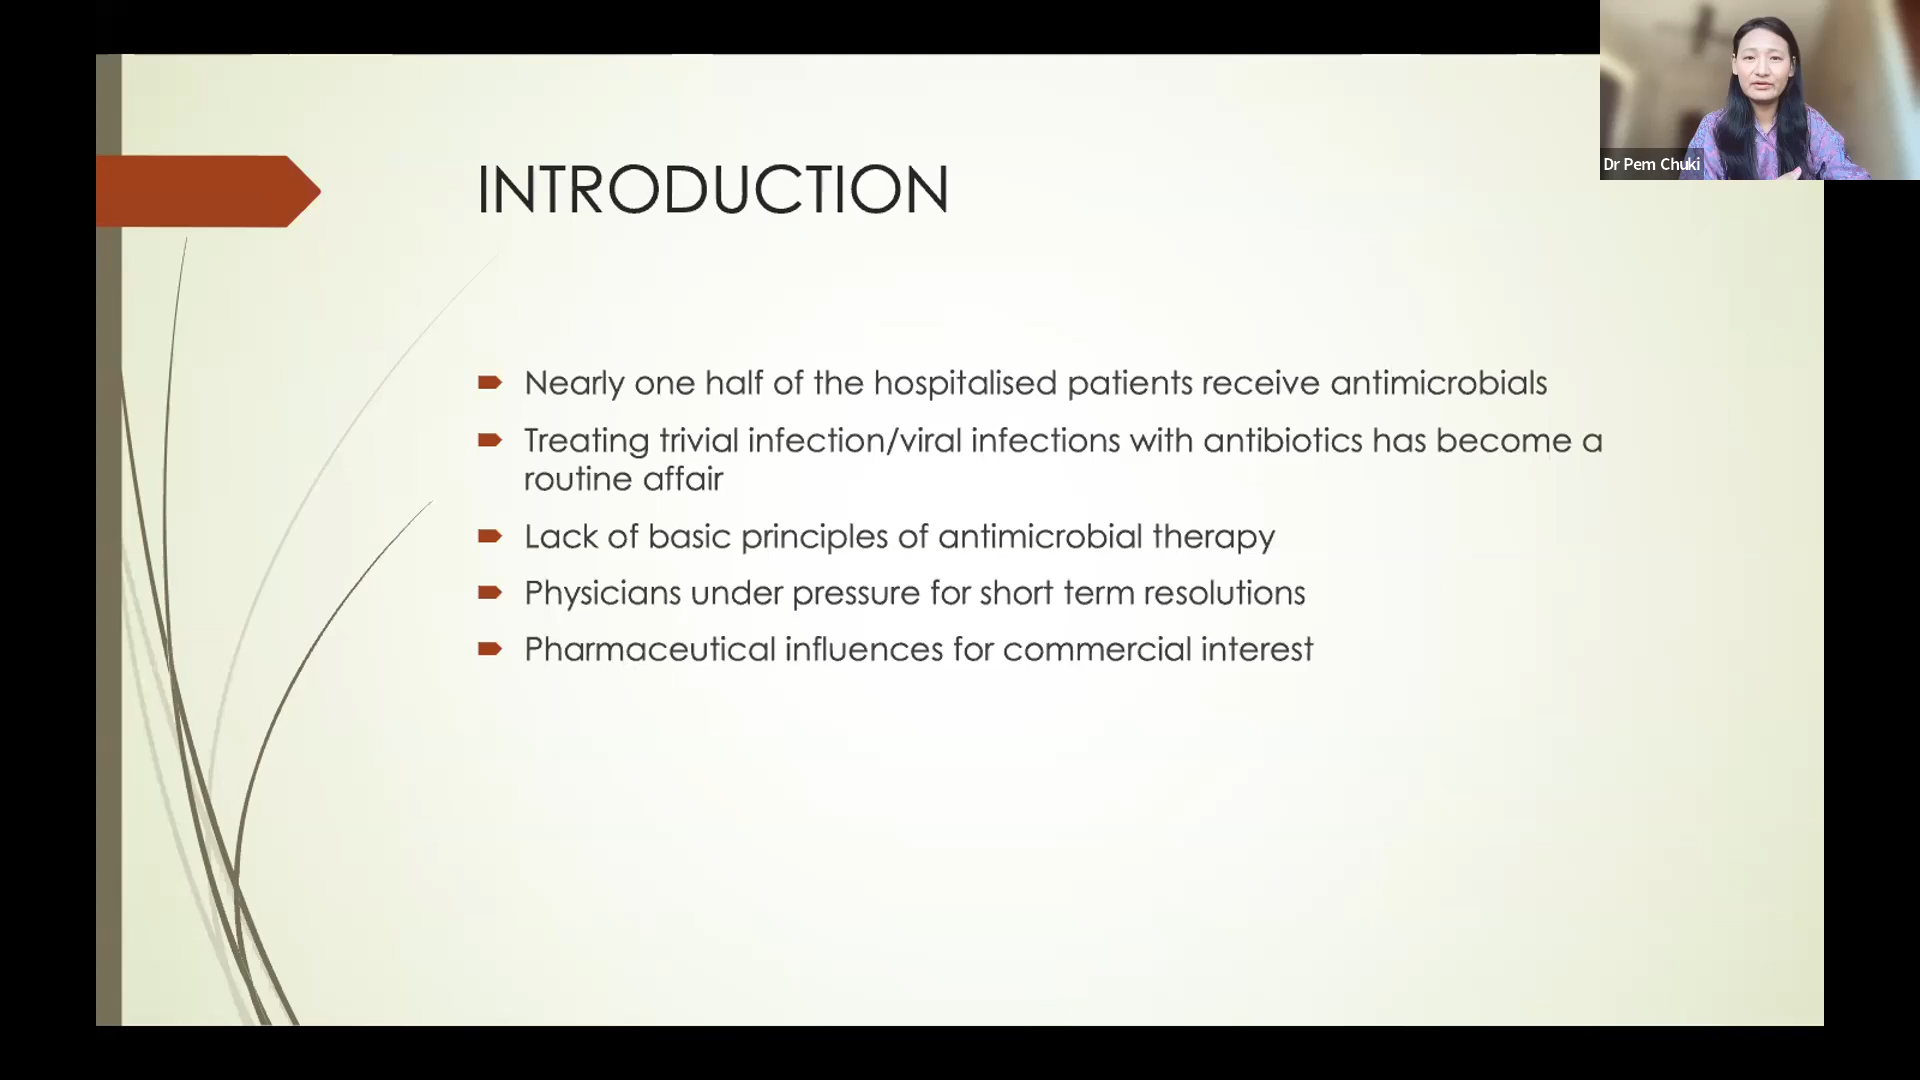 INTRODUCTION
Nearly one half of the hospitalised patients receive antimicrobials
Treating trivial infection/viral infections with antibiotics has become a
routine affair
Lack of basic principles of antimicrobial therapy
Physicians under pressure for short term resolutions
Pharmaceutical influences for commercial interest
Dr Pem Chuki